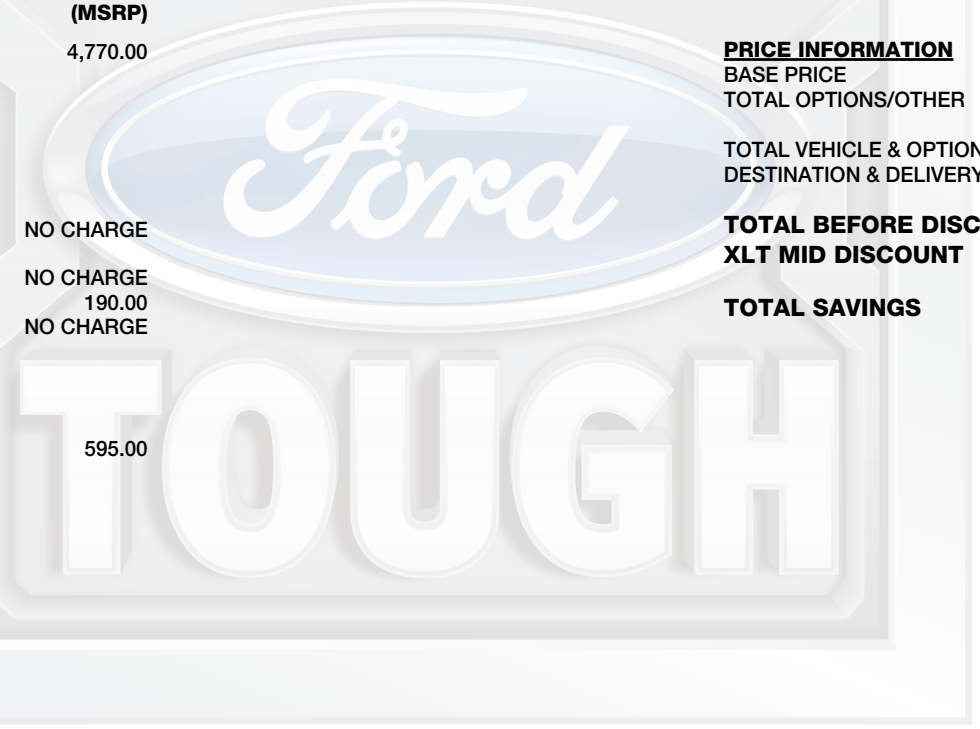 (MSRP)
4,770.00
NO CHARGE
NO CHARGE
190.00
NO CHARGE
595.00
PRICE INFORMATION
BASE PRICE
TOTAL OPTIONS/OTHER
TOTAL VEHICLE & OPTION
DESTINATION & DELIVERY
TOTAL BEFORE DISC
XLT MID DISCOUNT
TOTAL SAVINGS
Ford
TOUGH